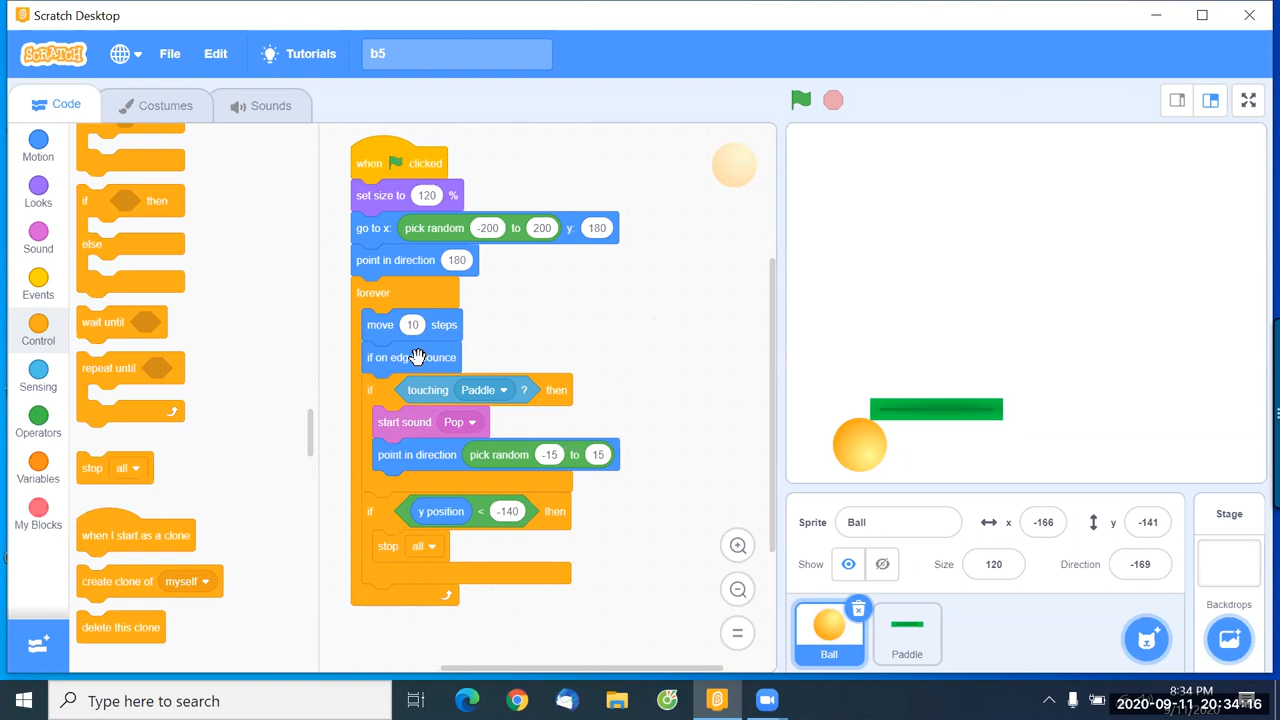 Scratch Desktop
SCRATCH File Edit Tutorials b5
Code Costumes Sounds
Motion
Looks
Sound
Events
Control
Sensing
Operators
Variables
My Blocks
if then
else
wait until
repeat until
stop all
when I start as a clone
create clone of myself
delete this clone
when clicked
set size to 120 %
go to x: pick random -200 to 200 y: 180
point in direction 180
forever
move 10 steps
if on edge, bounce
if touching Paddle ? then
start sound Pop
point in direction pick random -15 to 15
if y position < -140 then
stop all
Sprite Ball x -166 y -141
Show Size 120 Direction -169
Ball Paddle
Stage
Backdrops
Type here to search
8:34 PM
2020-09-11 20:34:16